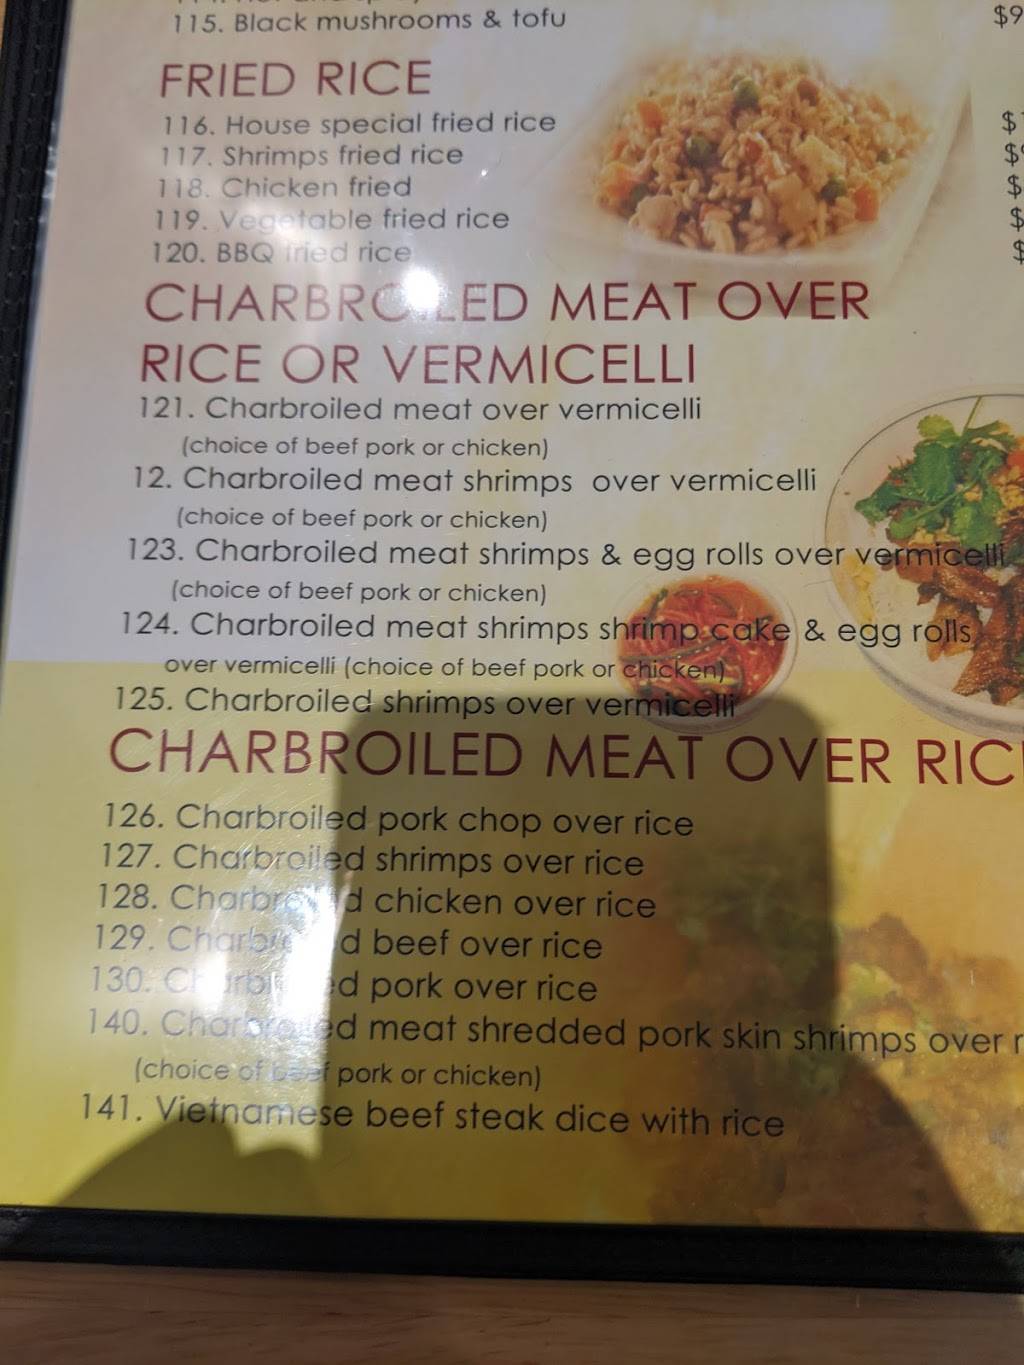 115. Black mushrooms & tofu
$9
FRIED RICE
116. House special fried rice
117. Shrimps fried rice
118. Chicken fried
119. Vegetable fried rice
120. BBQ fried rice
$
$
$
$
$
CHARBROILED MEAT OVER
RICE OR VERMICELLI
121. Charbroiled meat over vermicelli
(choice of beef pork or chicken)
12. Charbroiled meat shrimps over vermicelli
(choice of beef pork or chicken)
123. Charbroiled meat shrimps & egg rolls over vermicelli
(choice of beef pork or chicken)
124. Charbroiled meat shrimps shrimp cake & egg rolls
over vermicelli (choice of beef pork or chicken)
125. Charbroiled shrimps over vermicelli
CHARBROILED MEAT OVER RIC
126. Charbroiled pork chop over rice
127. Charbroiled shrimps over rice
128. Charbroiled chicken over rice
129. Charbroiled beef over rice
130. Charbroiled pork over rice
140. Charbroiled meat shredded pork skin shrimps over r
(choice of beef pork or chicken)
141. Vietnamese beef steak dice with rice